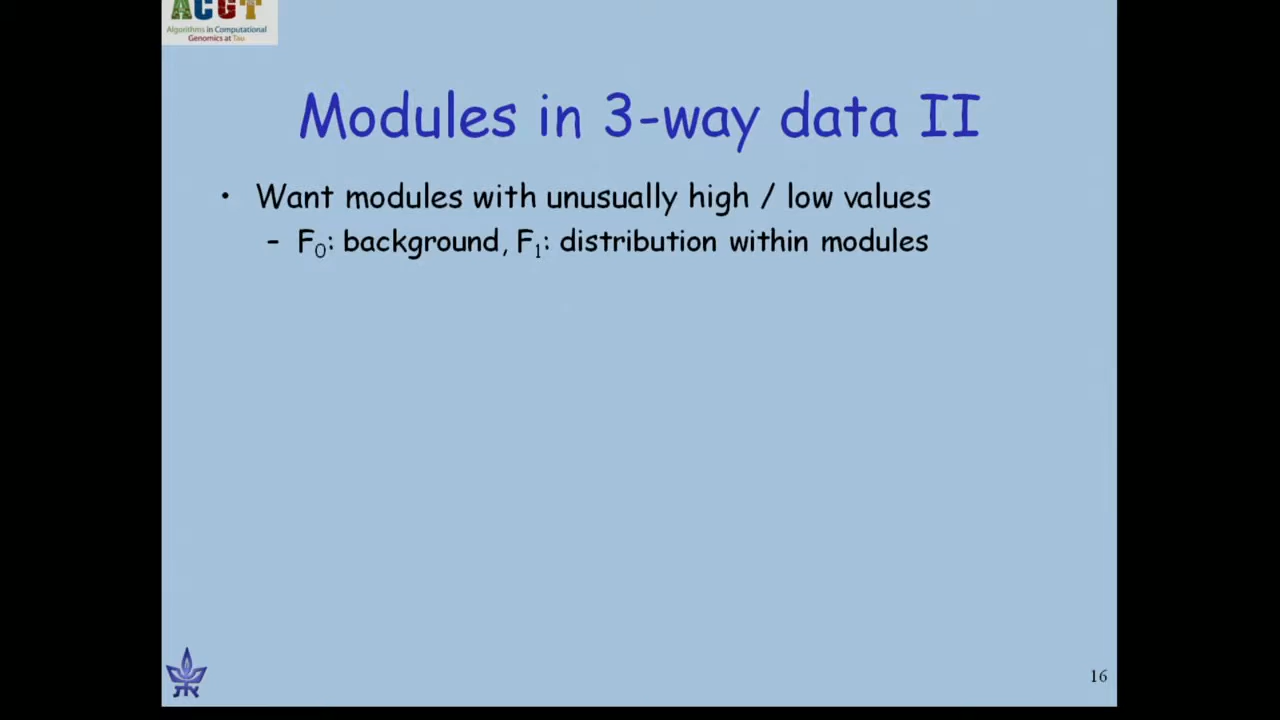 ACGT
Algorithms in Computational
Genomics at Tau
Modules in 3-way data II
• Want modules with unusually high / low values
– F₀: background, F₁: distribution within modules
16